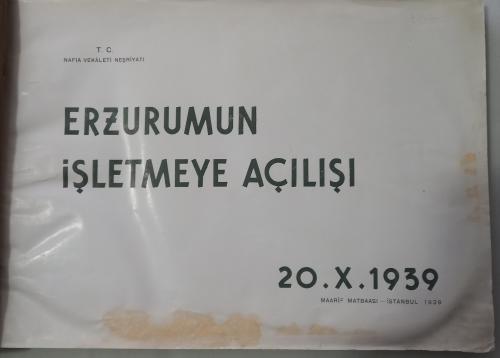 T. C.
NAFIA VEKÂLETİ NEŞRİYATI
ERZURUMUN
İŞLETMEYE AÇILIŞI
20.X.1939
MAARİF MATBAASI – İSTANBUL 1939